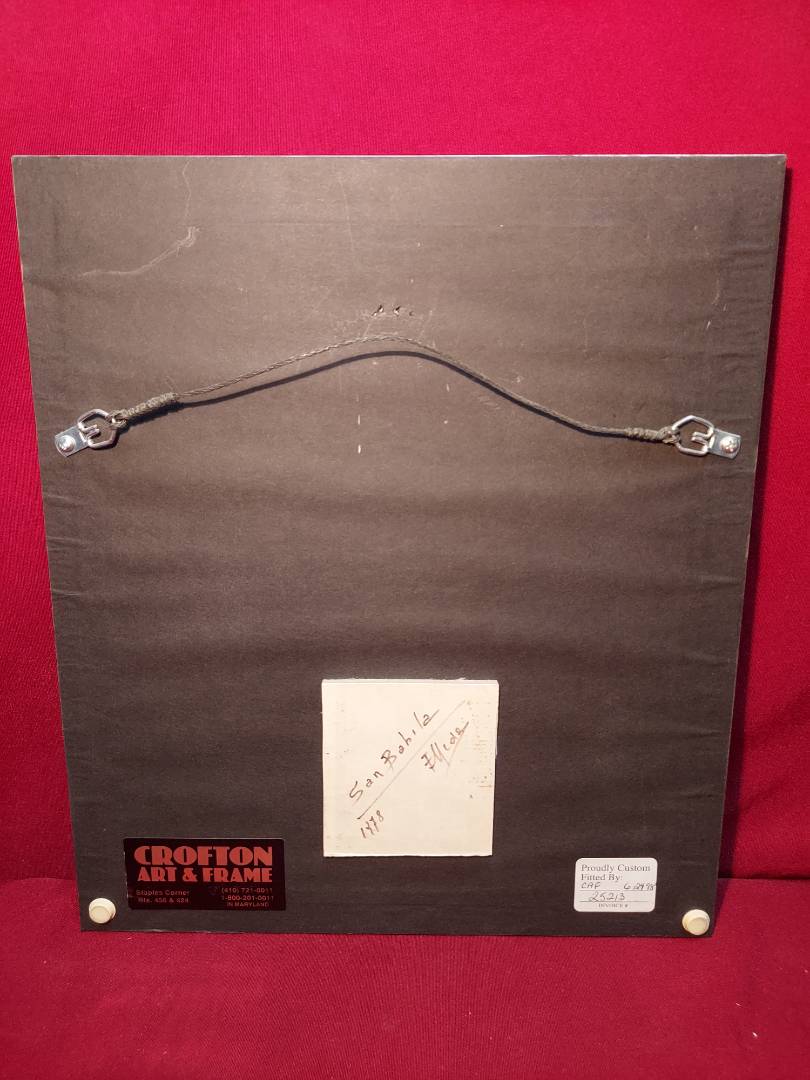 San Babila
1978
CROFTON
ART & FRAME
Staples Corner (410) 721-0011
Rts. 450 & 424 1-800-201-0011
IN MARYLAND
Proudly Custom
Fitted By:
CAF
25213
INVOICE #